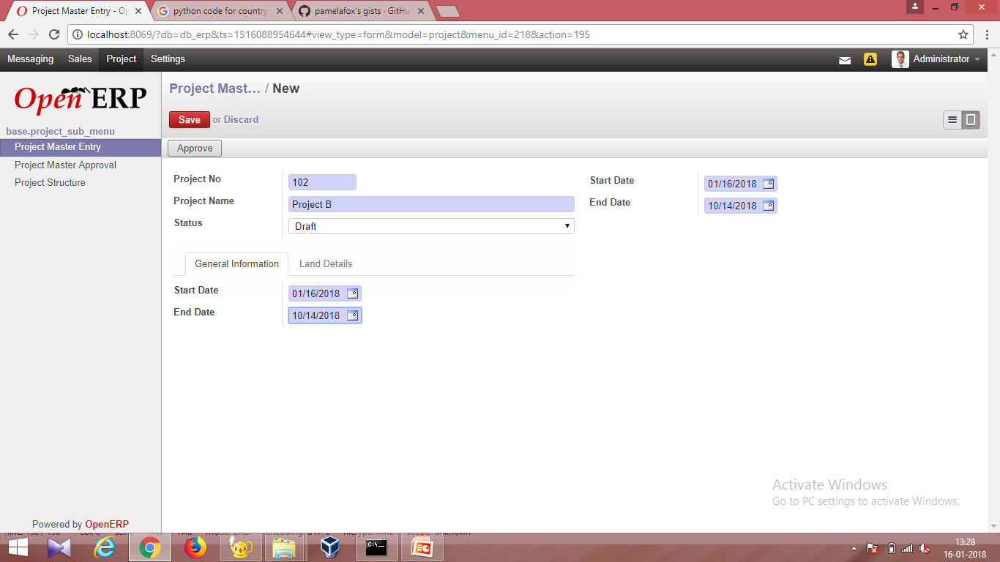 Project Master Entry - Op
python code for country
pamelafox's gists · GitHu
localhost:8069/?db=db_erp&ts=1516088954644#view_type=form&model=project&menu_id=218&action=195
Messaging Sales Project Settings Administrator
Open ERP
base.project_sub_menu
Project Master Entry
Project Master Approval
Project Structure
Powered by OpenERP
Project Mast... / New
Save or Discard
Approve
Project No 102
Project Name Project B
Status Draft
Start Date 01/16/2018
End Date 10/14/2018
General Information Land Details
Start Date 01/16/2018
End Date 10/14/2018
Activate Windows
Go to PC settings to activate Windows.
13:28
16-01-2018